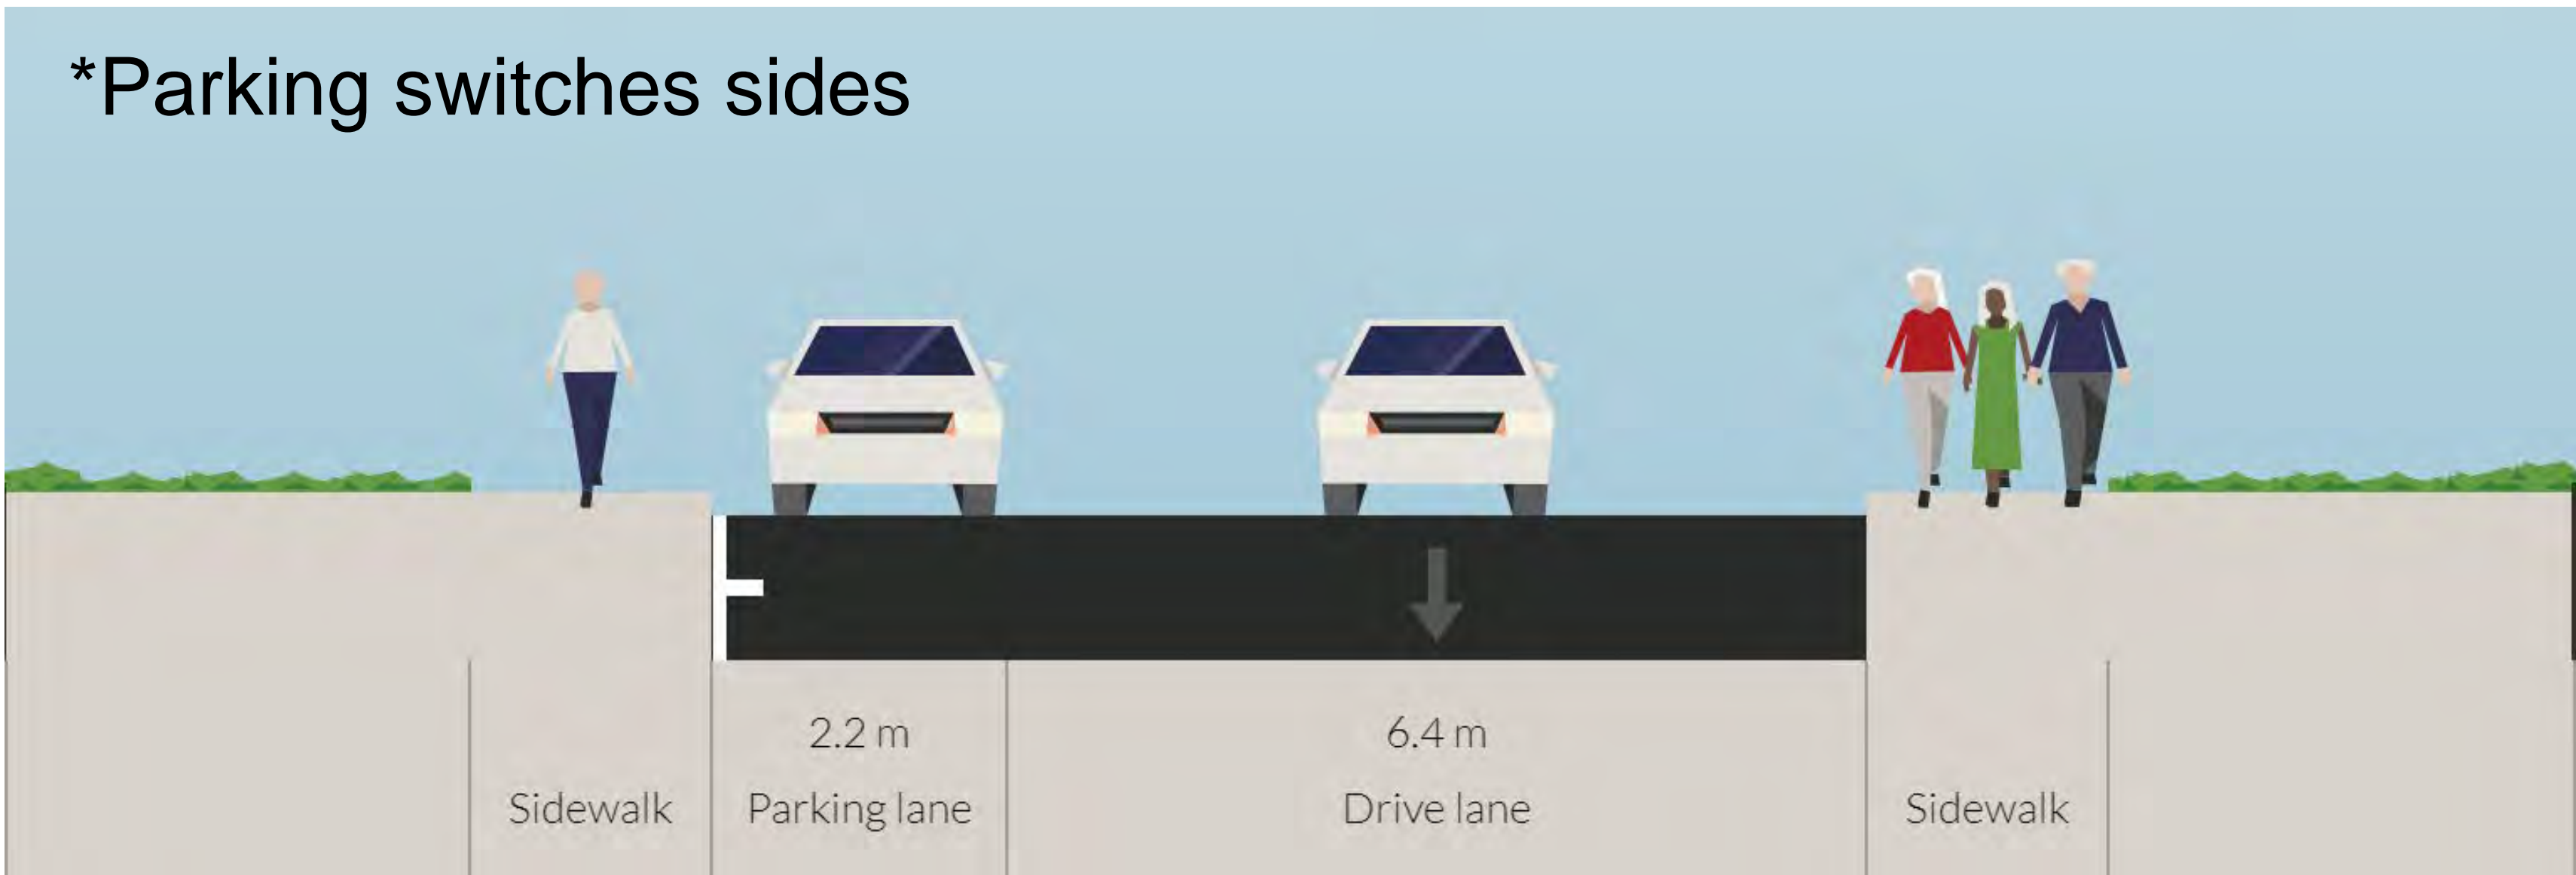 *Parking switches sides
2.2 m
6.4 m
Sidewalk
Parking lane
Drive lane
Sidewalk